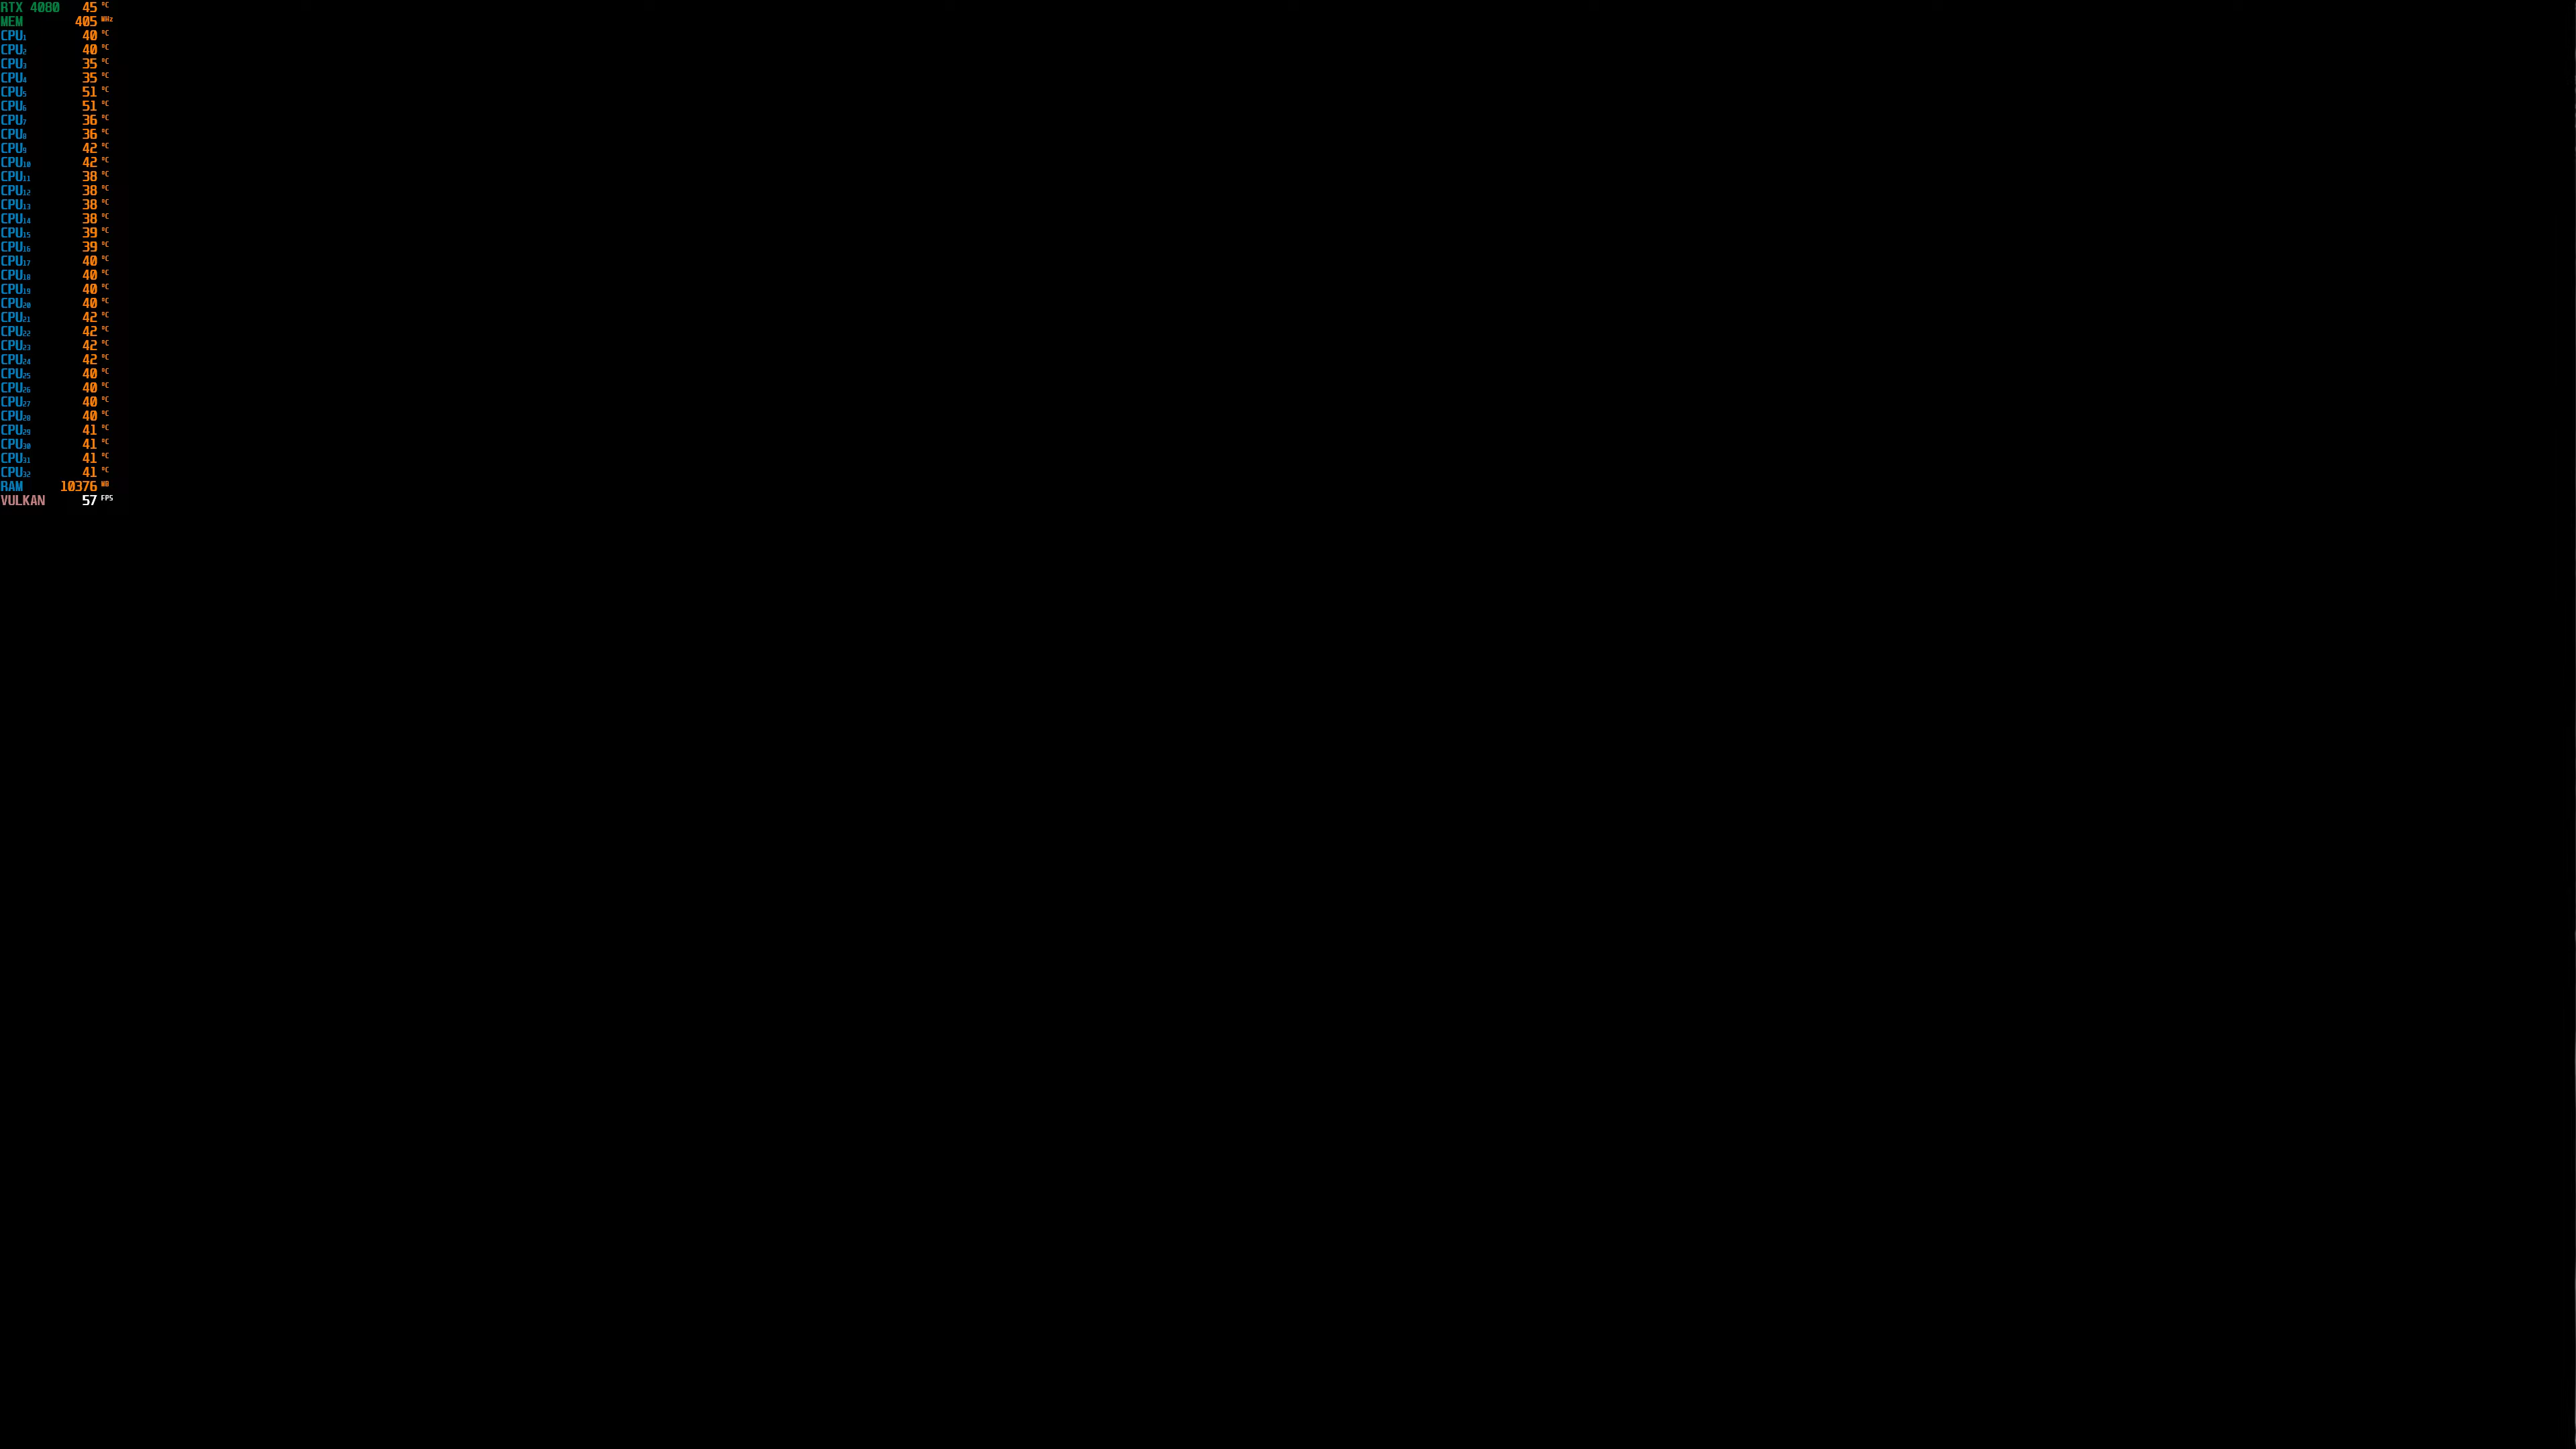 RTX 4080 45 °C
MEM 405 MHz
CPU1 40 °C
CPU2 40 °C
CPU3 35 °C
CPU4 35 °C
CPU5 51 °C
CPU6 51 °C
CPU7 36 °C
CPU8 36 °C
CPU9 42 °C
CPU10 42 °C
CPU11 38 °C
CPU12 38 °C
CPU13 38 °C
CPU14 38 °C
CPU15 39 °C
CPU16 39 °C
CPU17 40 °C
CPU18 40 °C
CPU19 40 °C
CPU20 40 °C
CPU21 42 °C
CPU22 42 °C
CPU23 42 °C
CPU24 42 °C
CPU25 40 °C
CPU26 40 °C
CPU27 40 °C
CPU28 40 °C
CPU29 41 °C
CPU30 41 °C
CPU31 41 °C
CPU32 41 °C
RAM 10376 MB
VULKAN 57 FPS